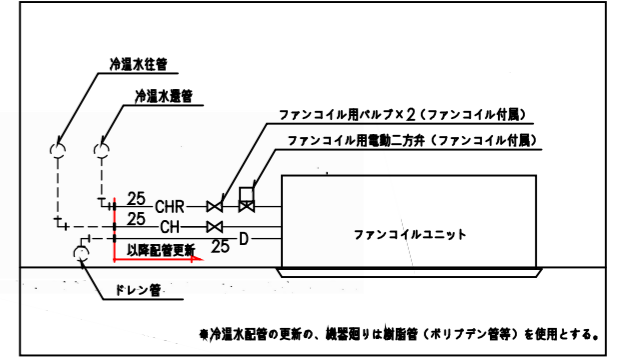 冷温水往管
冷温水還管
ファンコイル用バルブ×2（ファンコイル付属）
ファンコイル用電動二方弁（ファンコイル付属）
25 CHR
25 CH
25 D
以降配管更新
ファンコイルユニット
ドレン管
※冷温水配管の更新の、機器廻りは樹脂管（ポリブデン管等）を使用とする。